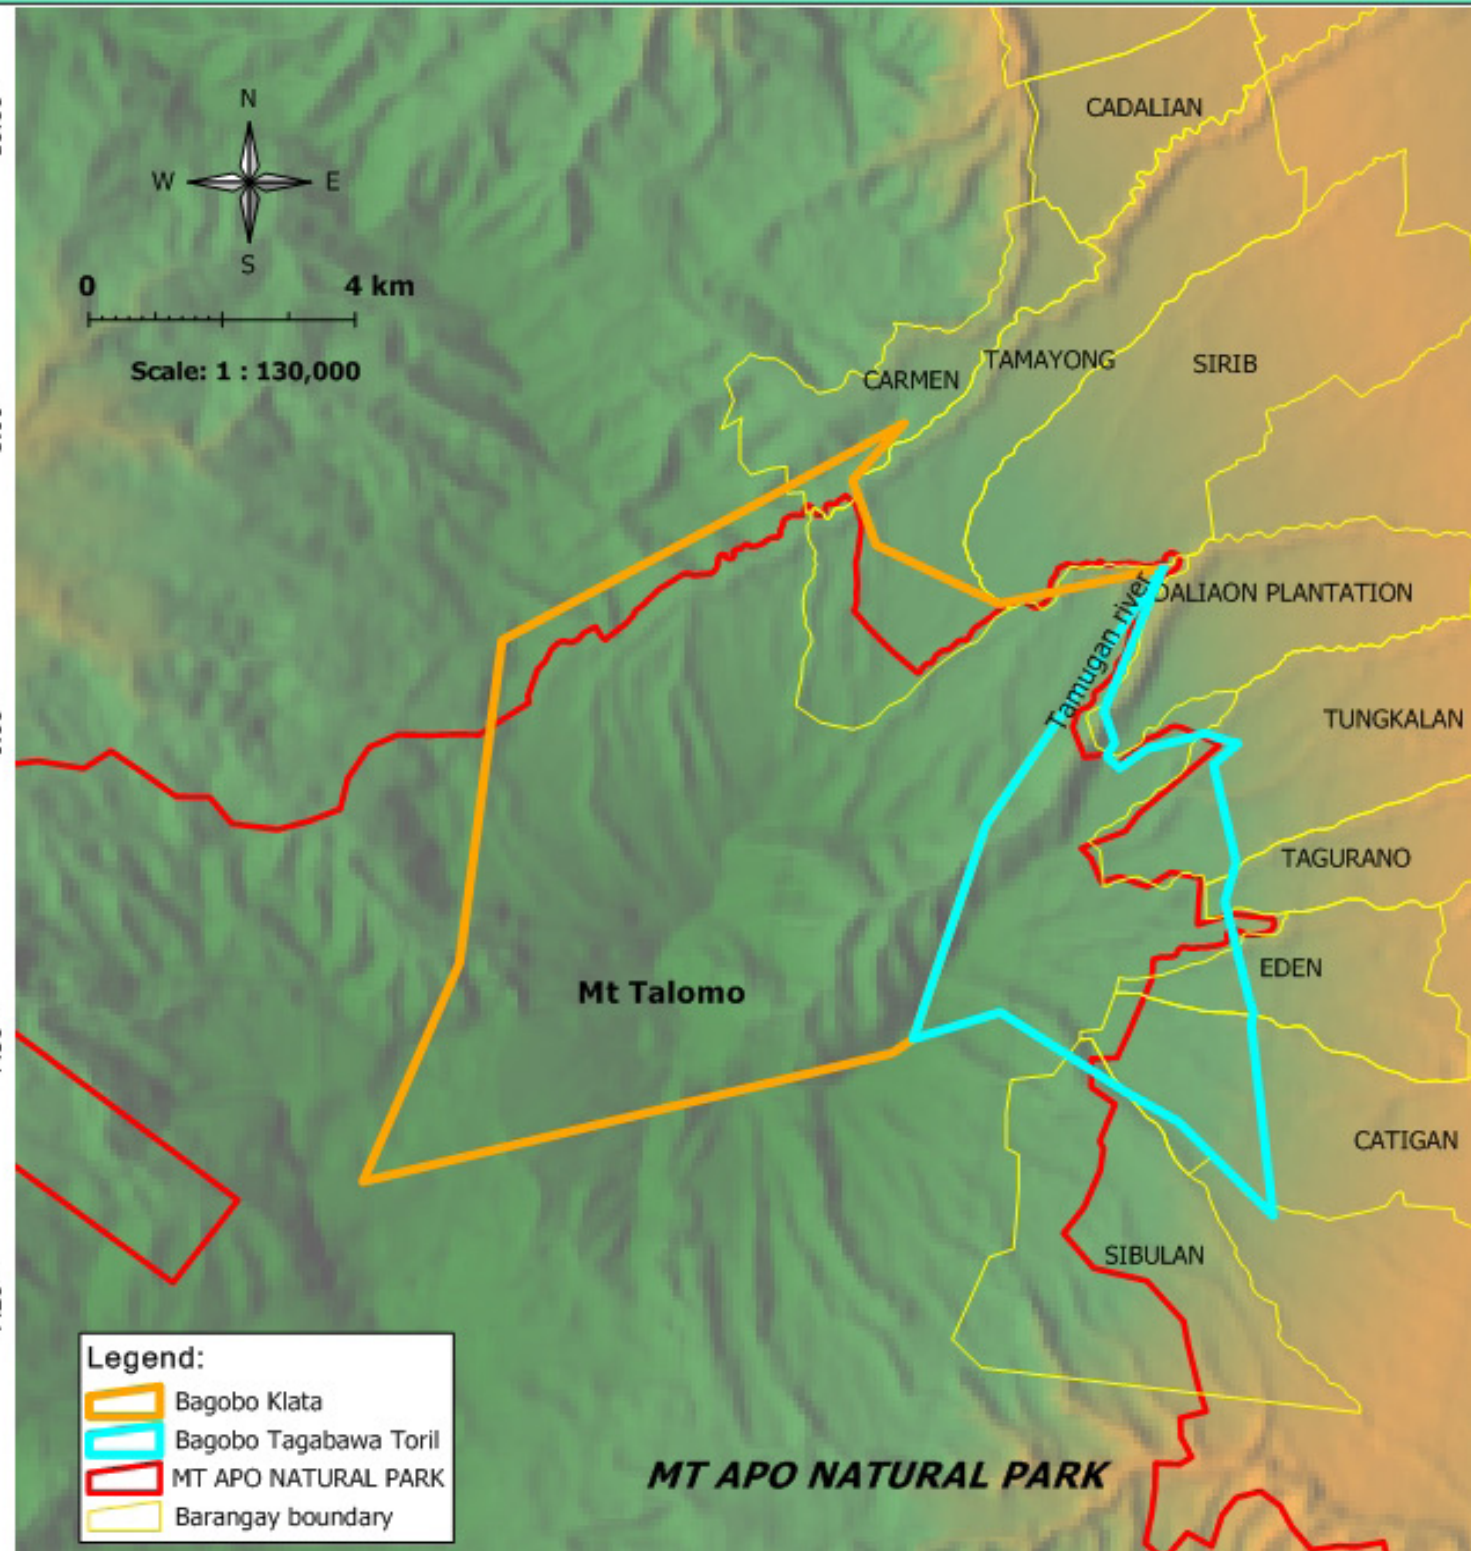 CADALIAN
N
W
E
S
0
4 km
Scale: 1 : 130,000
CARMEN
TAMAYONG
SIRIB
DALIAON PLANTATION
Tamugan river
TUNGKALAN
TAGURANO
EDEN
Mt Talomo
CATIGAN
SIBULAN
Legend:
Bagobo Klata
Bagobo Tagabawa Toril
MT APO NATURAL PARK
Barangay boundary
MT APO NATURAL PARK